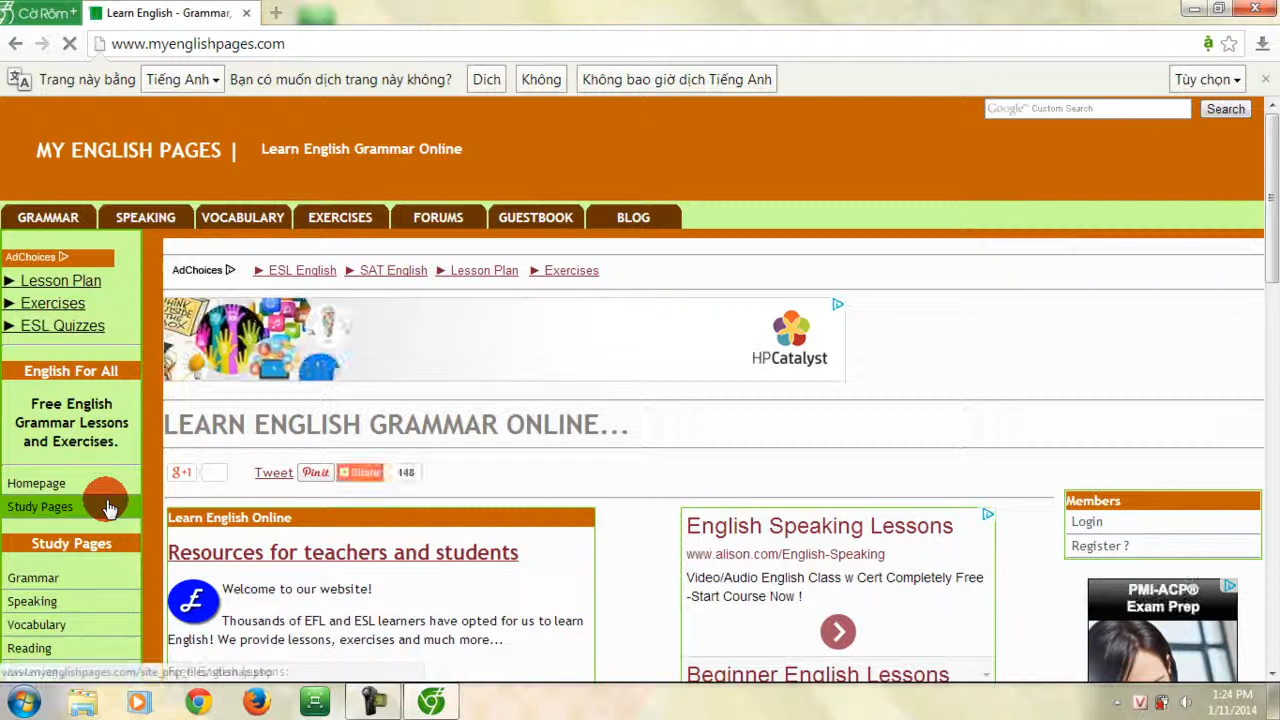 Cờ Rôm+
Learn English - Grammar,
www.myenglishpages.com
Trang này bằng Tiếng Anh Bạn có muốn dịch trang này không? Dịch Không Không bao giờ dịch Tiếng Anh Tùy chọn
Google™ Custom Search Search
MY ENGLISH PAGES | Learn English Grammar Online
GRAMMAR SPEAKING VOCABULARY EXERCISES FORUMS GUESTBOOK BLOG
AdChoices
► Lesson Plan
► Exercises
► ESL Quizzes
English For All
Free English
Grammar Lessons
and Exercises.
Homepage
Study Pages
Study Pages
Grammar
Speaking
Vocabulary
Reading
AdChoices ► ESL English ► SAT English ► Lesson Plan ► Exercises
THINK
OUTSIDE
THE BOX
HPCatalyst
LEARN ENGLISH GRAMMAR ONLINE...
g+1 Tweet Pin it 148
Learn English Online
Resources for teachers and students
£ Welcome to our website!
Thousands of EFL and ESL learners have opted for us to learn
English! We provide lessons, exercises and much more...
English Speaking Lessons
www.alison.com/English-Speaking
Video/Audio English Class w Cert Completely Free
-Start Course Now !
Beginner English Lessons
Members
Login
Register ?
PMI-ACP®
Exam Prep
V
1:24 PM
1/11/2014